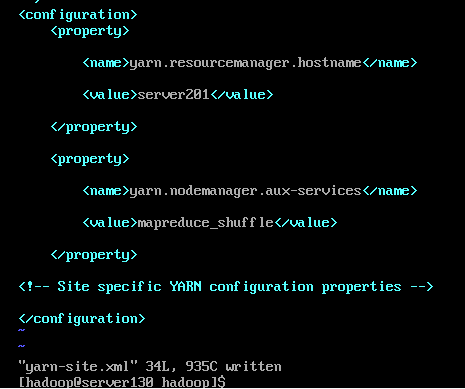 <configuration>
<property>
<name>yarn.resourcemanager.hostname</name>
<value>server201</value>
</property>
<property>
<name>yarn.nodemanager.aux-services</name>
<value>mapreduce_shuffle</value>
</property>
<!-- Site specific YARN configuration properties -->
</configuration>
~
~
"yarn-site.xml" 34L, 935C written
[hadoop@server130 hadoop]$